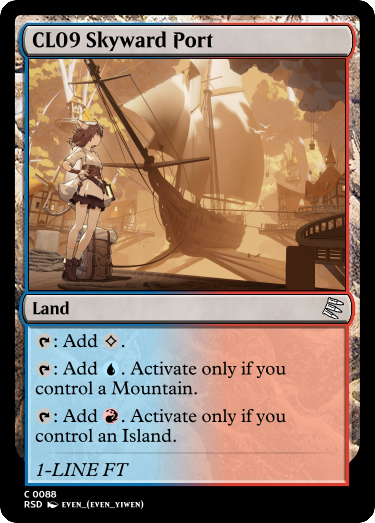 CL09 Skyward Port
Land
: Add .
: Add . Activate only if you
control a Mountain.
: Add . Activate only if you
control an Island.
1-LINE FT
C 0088
RSD EVEN_(EVEN_YIWEN)